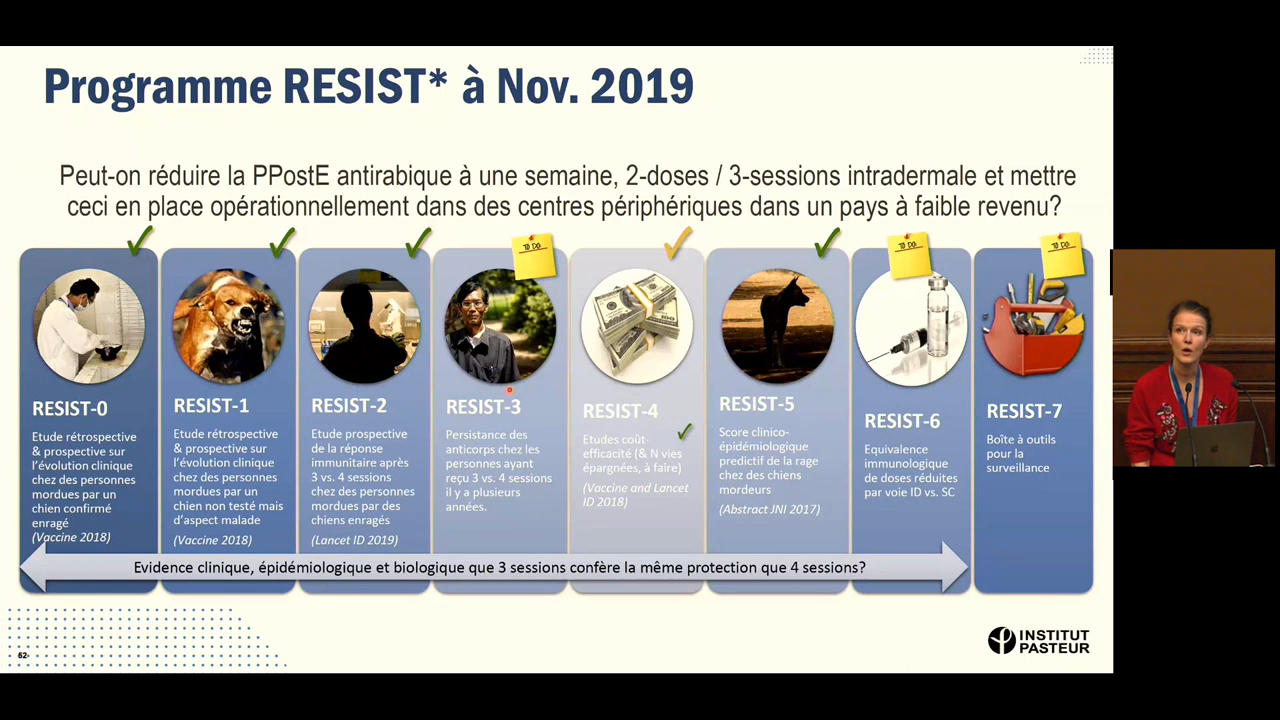 Programme RESIST* à Nov. 2019
Peut-on réduire la PPostE antirabique à une semaine, 2-doses / 3-sessions intradermale et mettre
ceci en place opérationnellement dans des centres périphériques dans un pays à faible revenu?
RESIST-0
Etude rétrospective
& prospective sur
l'évolution clinique
chez des personnes
mordues par un
chien confirmé
enragé
(Vaccine 2018)
RESIST-1
Etude rétrospective
& prospective sur
l'évolution clinique
chez des personnes
mordues par un
chien non testé mais
d'aspect malade
(Vaccine 2018)
RESIST-2
Etude prospective
de la réponse
immunitaire après
3 vs. 4 sessions
chez des personnes
mordues par des
chiens enragés
(Lancet ID 2019)
TO DO:
RESIST-3
Persistance des
anticorps chez les
personnes ayant
reçu 3 vs. 4 sessions
il y a plusieurs
années.
RESIST-4
Etudes coût-
efficacité (& N vies
épargnées, à faire)
(Vaccine and Lancet
ID 2018)
RESIST-5
Score clinico-
épidémiologique
predictif de la rage
chez des chiens
mordeurs
(Abstract JNI 2017)
TO DO:
RESIST-6
Equivalence
immunologique
de doses réduites
par voie ID vs. SC
TO DO:
RESIST-7
Boîte à outils
pour la
surveillance
Evidence clinique, épidémiologique et biologique que 3 sessions confère la même protection que 4 sessions?
52
INSTITUT
PASTEUR